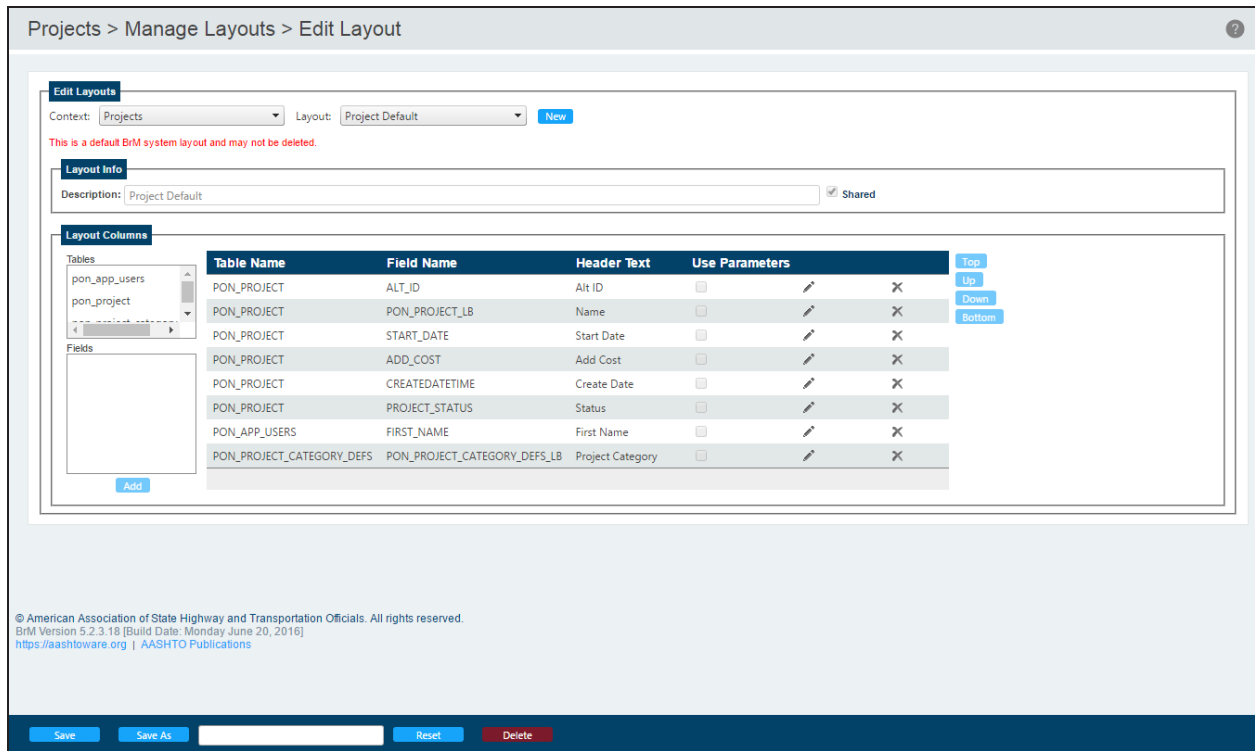 Projects > Manage Layouts > Edit Layout
?
Edit Layouts
Context: Projects Layout: Project Default New
This is a default BrM system layout and may not be deleted.
Layout Info
Description: Project Default Shared
Layout Columns
Tables
pon_app_users
pon_project
pon_project_category
Fields
Add
Table Name Field Name Header Text Use Parameters
PON_PROJECT ALT_ID Alt ID
PON_PROJECT PON_PROJECT_LB Name
PON_PROJECT START_DATE Start Date
PON_PROJECT ADD_COST Add Cost
PON_PROJECT CREATEDATETIME Create Date
PON_PROJECT PROJECT_STATUS Status
PON_APP_USERS FIRST_NAME First Name
PON_PROJECT_CATEGORY_DEFS PON_PROJECT_CATEGORY_DEFS_LB Project Category
Top
Up
Down
Bottom
© American Association of State Highway and Transportation Officials. All rights reserved.
BrM Version 5.2.3.18 [Build Date: Monday June 20, 2016]
https://aashtoware.org | AASHTO Publications
Save Save As Reset Delete